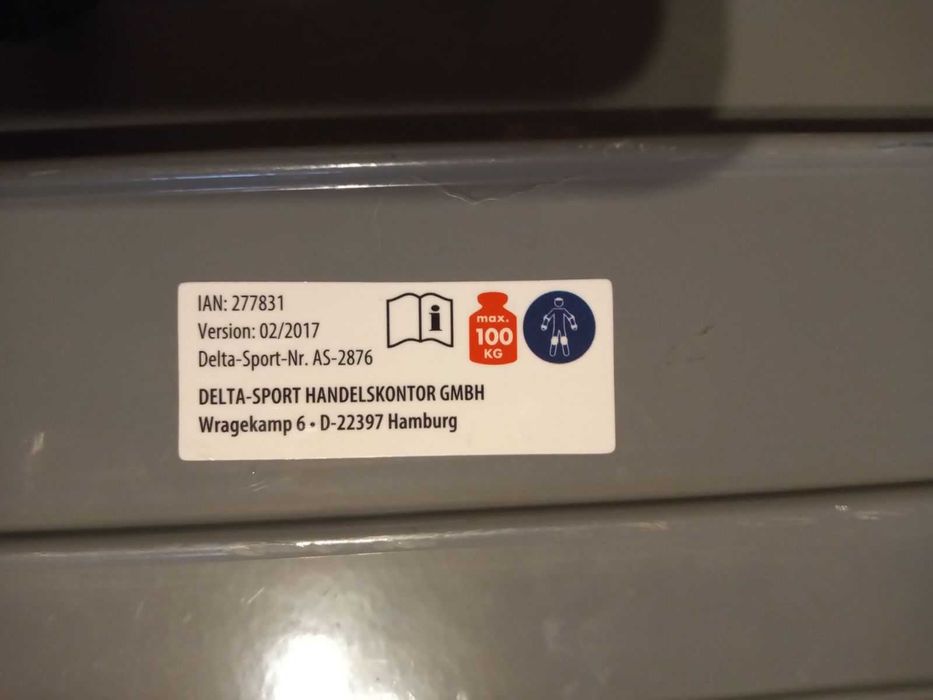 IAN: 277831
Version: 02/2017
Delta-Sport-Nr. AS-2876
DELTA-SPORT HANDELSKONTOR GMBH
Wragekamp 6 • D-22397 Hamburg
i
max.
100
KG